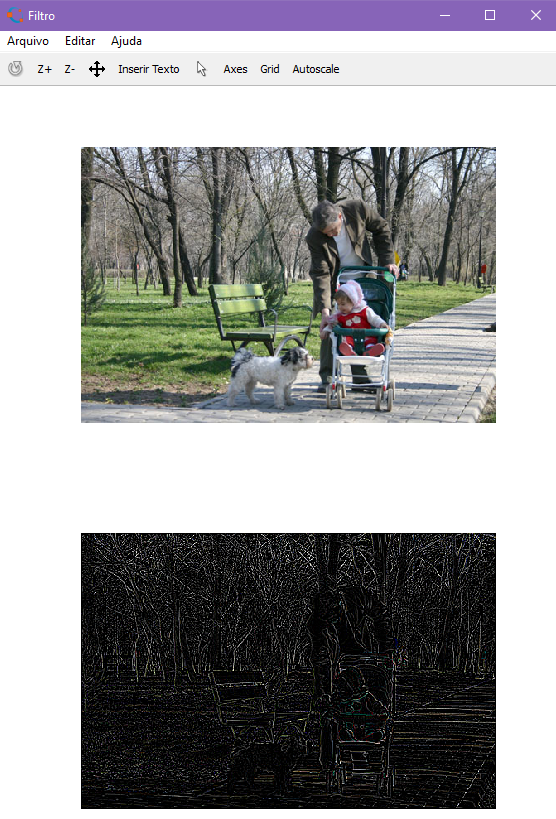 Filtro
Arquivo Editar Ajuda
Z+ Z- Inserir Texto Axes Grid Autoscale